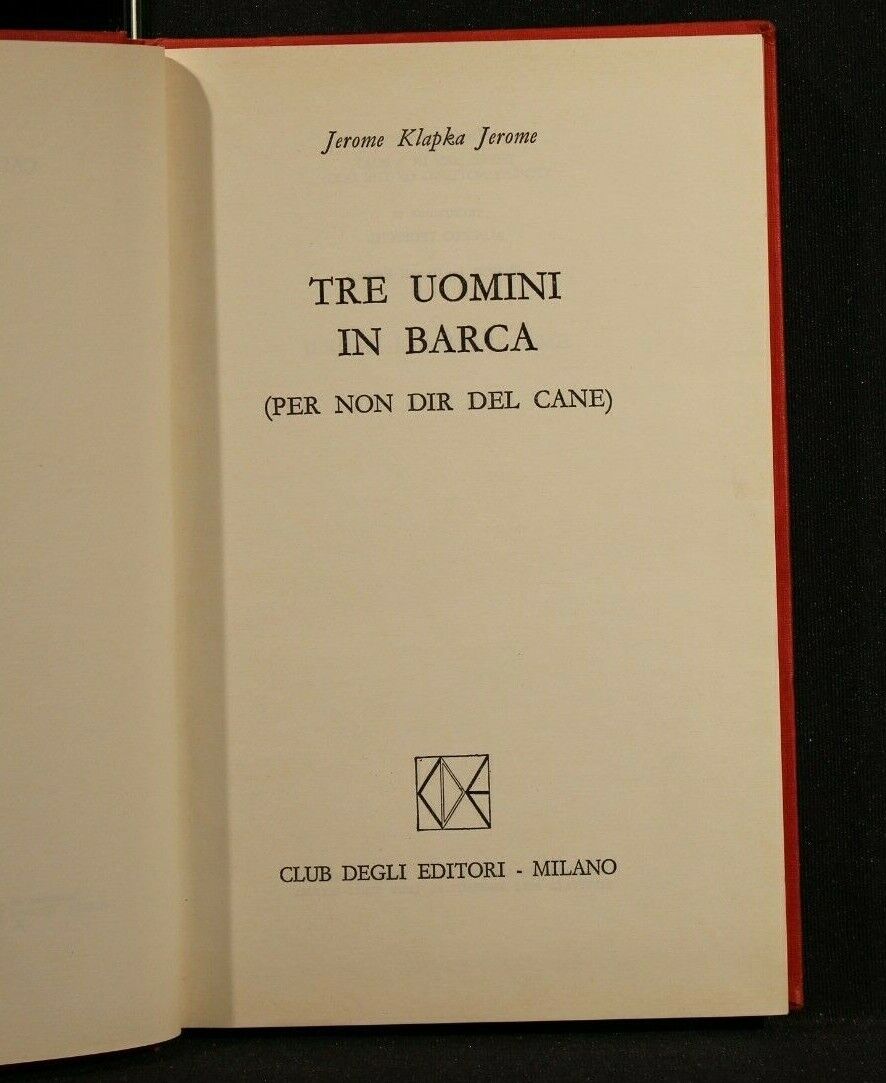 Jerome Klapka Jerome
TRE UOMINI
IN BARCA
(PER NON DIR DEL CANE)
CLUB DEGLI EDITORI - MILANO